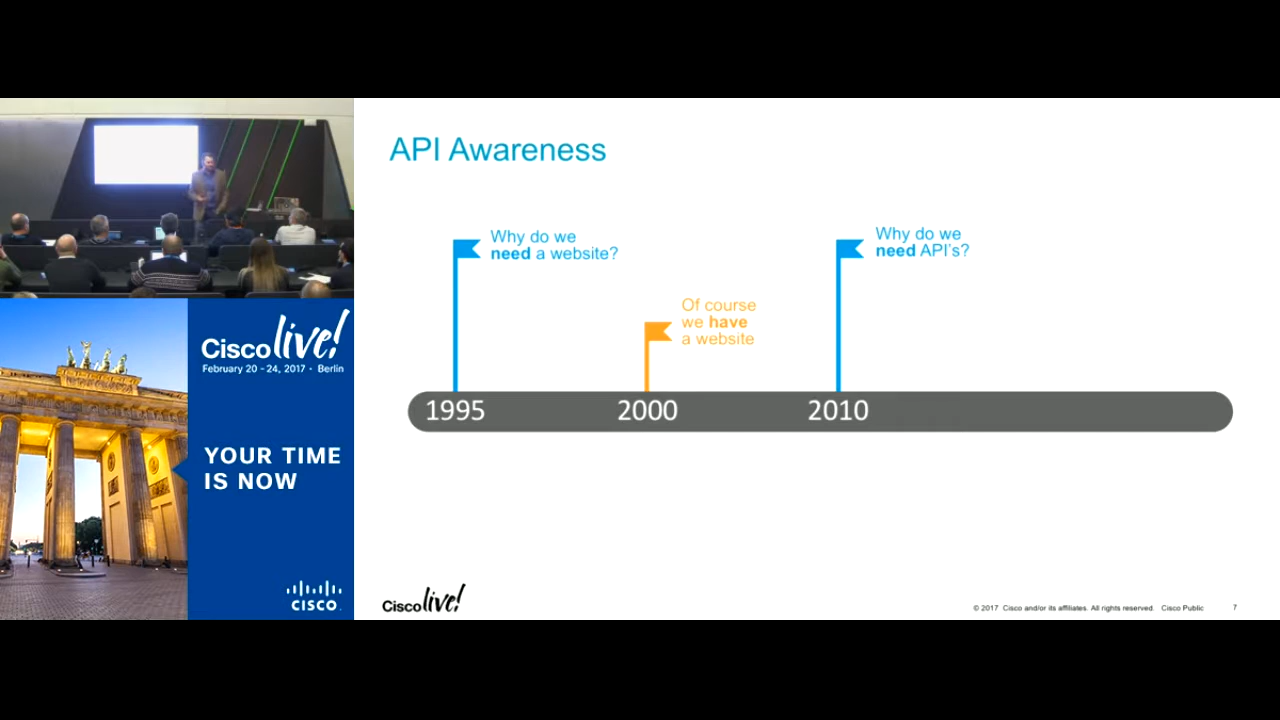 API Awareness
Why do we
need a website?
Of course
we have
a website
Why do we
need API's?
1995 2000 2010
Cisco live!
February 20 - 24, 2017 • Berlin
YOUR TIME
IS NOW
CISCO
Cisco live!
© 2017 Cisco and/or its affiliates. All rights reserved. Cisco Public 7